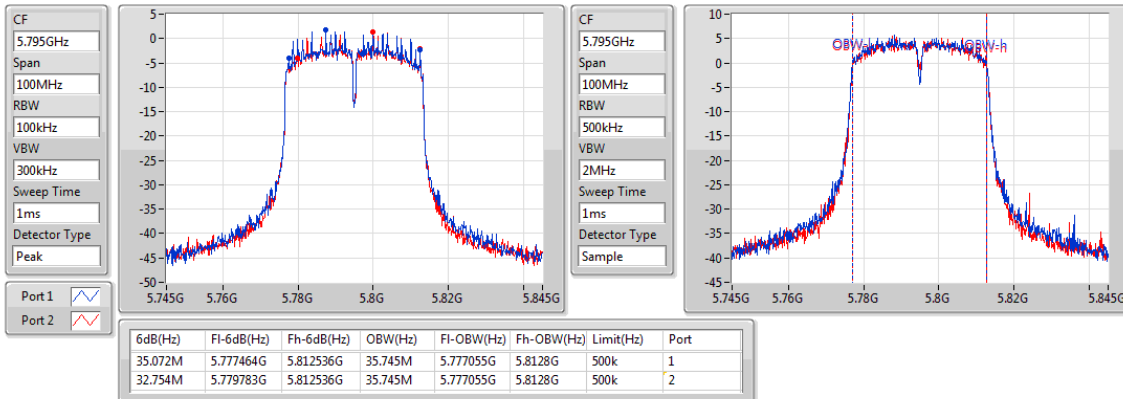 CF
5.795GHz
Span
100MHz
RBW
100kHz
VBW
300kHz
Sweep Time
1ms
Detector Type
Peak
Port 1
Port 2
5
0
-5
-10
-15
-20
-25
-30
-35
-40
-45
-50
5.745G 5.76G 5.78G 5.8G 5.82G 5.845G
CF
5.795GHz
Span
100MHz
RBW
500kHz
VBW
2MHz
Sweep Time
1ms
Detector Type
Sample
10
5
0
-5
-10
-15
-20
-25
-30
-35
-40
-45
OBW-h
5.745G 5.76G 5.78G 5.8G 5.82G 5.845G
6dB(Hz) Fl-6dB(Hz) Fh-6dB(Hz) OBW(Hz) Fl-OBW(Hz) Fh-OBW(Hz) Limit(Hz) Port
35.072M 5.777464G 5.812536G 35.745M 5.777055G 5.8128G 500k 1
32.754M 5.779783G 5.812536G 35.745M 5.777055G 5.8128G 500k 2